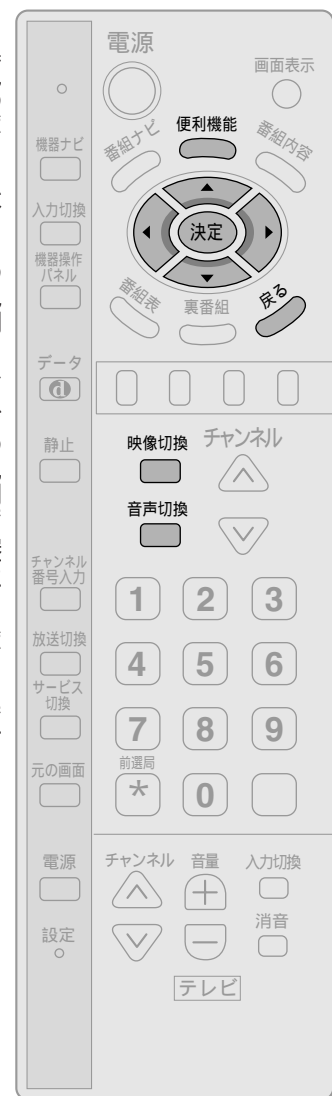 電源
画面表示
機器ナビ
番組ナビ
便利機能
番組内容
入力切換
決定
機器操作
パネル
番組表
裏番組
戻る
データ
d
静止
映像切換
チャンネル
音声切換
チャンネル
番号入力
1 2 3
放送切換
4 5 6
サービス
切換
7 8 9
元の画面
前選局
* 0
電源
チャンネル
音量
入力切換
+
消音
設定
−
テレビ